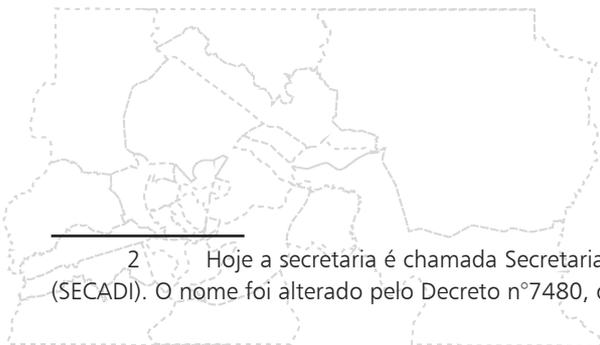 2 Hoje a secretaria é chamada Secretaria
(SECADI). O nome foi alterado pelo Decreto n°7480,